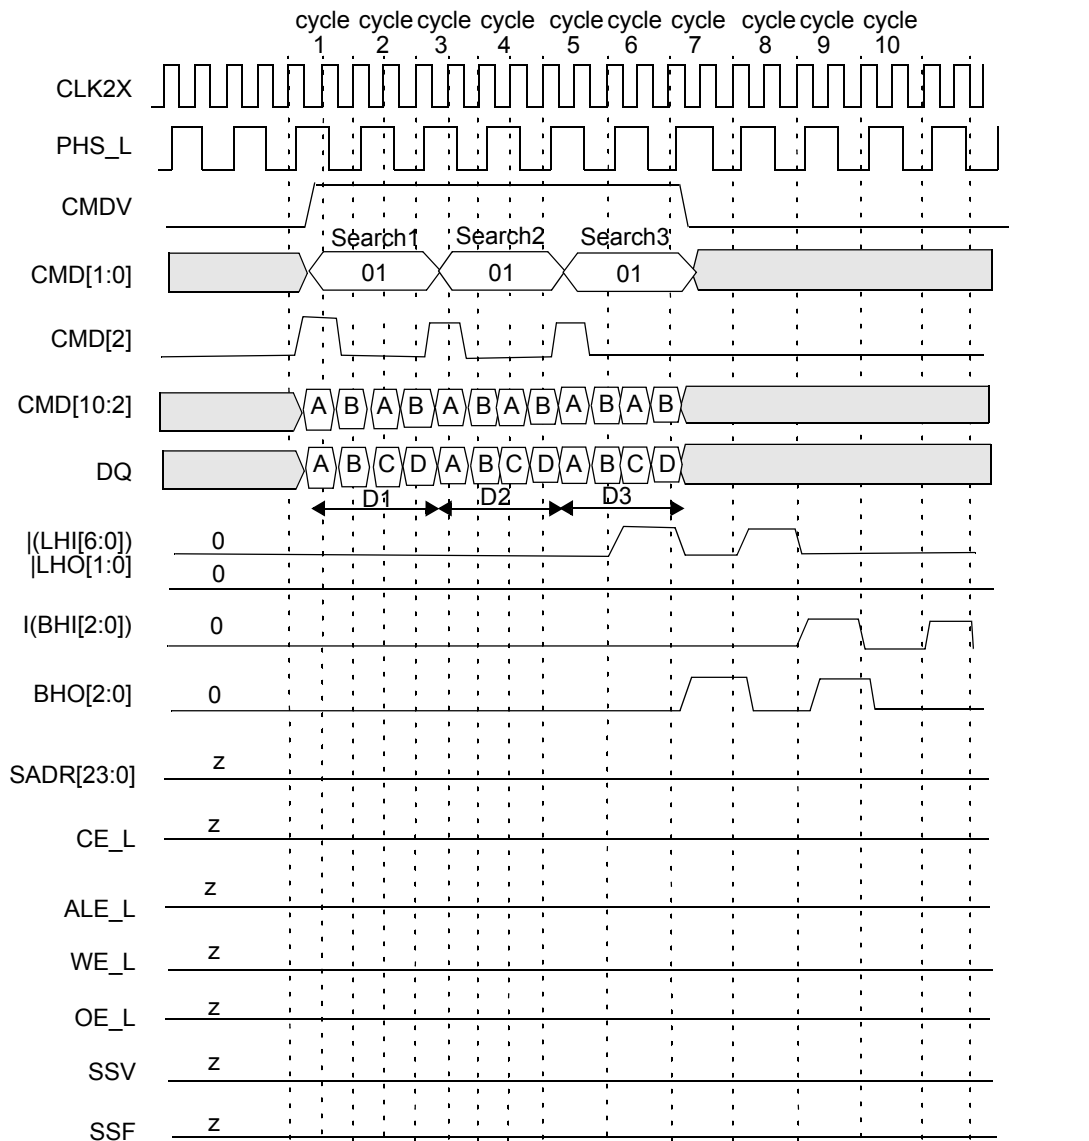 cycle cycle cycle cycle cycle cycle cycle cycle cycle cycle
1 2 3 4 5 6 7 8 9 10
CLK2X
PHS_L
CMDV
Search1 Search2 Search3
CMD[1:0] 01 01 01
CMD[2]
CMD[10:2] A B A B A B A B A B A B
DQ A B C D A B C D A B C D
D1 D2 D3
|(LHI[6:0]) 0
|LHO[1:0] 0
I(BHI[2:0]) 0
BHO[2:0] 0
SADR[23:0] z
CE_L z
ALE_L z
WE_L z
OE_L z
SSV z
SSF z